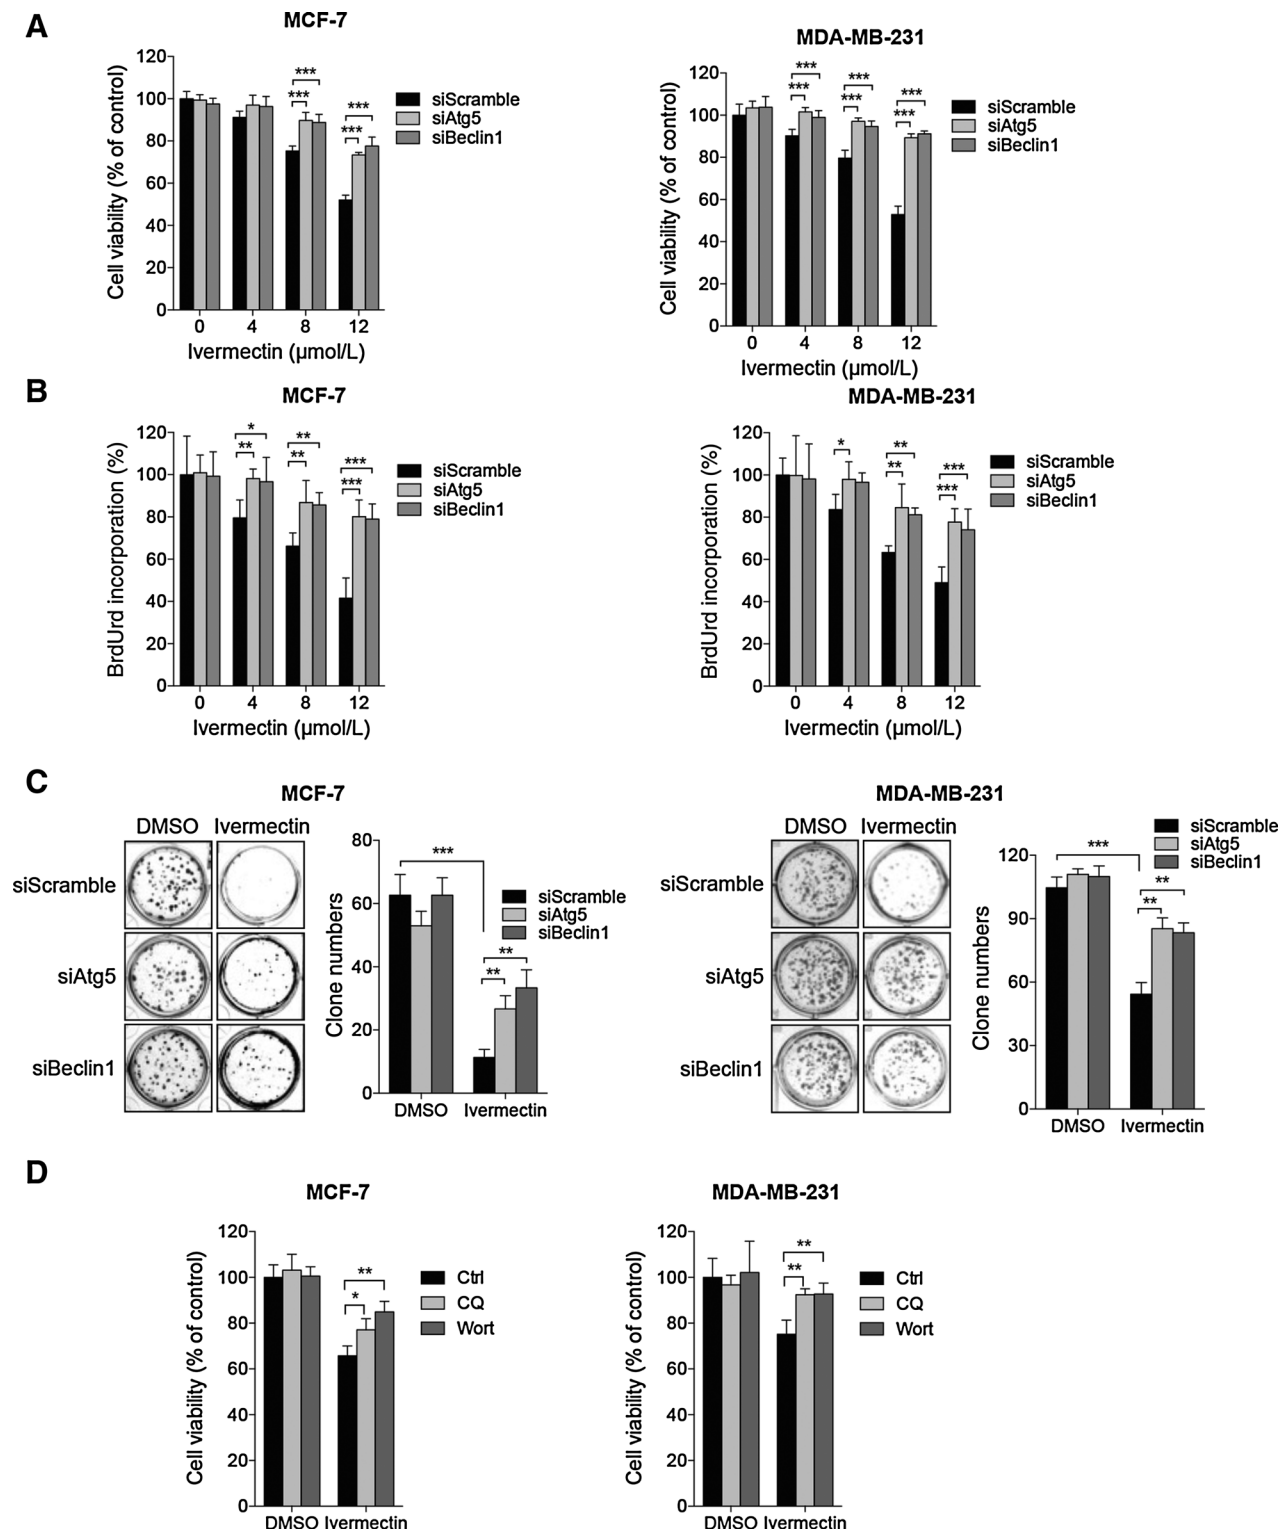 A
MCF-7
Cell viability (% of control)
120
100
80
60
40
20
0
*** ***
*** ***
siScramble
siAtg5
siBeclin1
0 4 8 12
Ivermectin (µmol/L)
MDA-MB-231
Cell viability (% of control)
120
100
80
60
40
20
0
*** *** ***
*** *** ***
siScramble
siAtg5
siBeclin1
0 4 8 12
Ivermectin (µmol/L)
B
MCF-7
BrdUrd incorporation (%)
120
100
80
60
40
20
0
* ** ***
** ** ***
siScramble
siAtg5
siBeclin1
0 4 8 12
Ivermectin (µmol/L)
MDA-MB-231
BrdUrd incorporation (%)
120
100
80
60
40
20
0
* ** ***
** ***
siScramble
siAtg5
siBeclin1
0 4 8 12
Ivermectin (µmol/L)
C
MCF-7
DMSO Ivermectin
siScramble
siAtg5
siBeclin1
Clone numbers
80
60
40
20
0
***
**
**
siScramble
siAtg5
siBeclin1
DMSO Ivermectin
MDA-MB-231
DMSO Ivermectin
siScramble
siAtg5
siBeclin1
Clone numbers
120
90
60
30
0
***
**
**
siScramble
siAtg5
siBeclin1
DMSO Ivermectin
D
MCF-7
Cell viability (% of control)
120
100
80
60
40
20
0
**
*
Ctrl
CQ
Wort
DMSO Ivermectin
MDA-MB-231
Cell viability (% of control)
120
100
80
60
40
20
0
**
**
Ctrl
CQ
Wort
DMSO Ivermectin